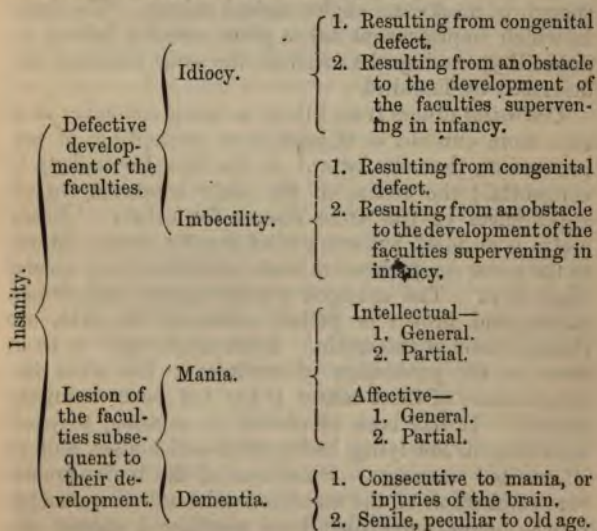 Insanity.
Defective
develop-
ment of the
faculties.
Idiocy.
1. Resulting from congenital
defect.
2. Resulting from an obstacle
to the development of
the faculties superven-
ing in infancy.
Imbecility.
1. Resulting from congenital
defect.
2. Resulting from an obstacle
to the development of the
faculties supervening in
infancy.
Lesion of
the facul-
ties subse-
quent to
their de-
velopment.
Mania.
Intellectual—
1. General.
2. Partial.
Affective—
1. General.
2. Partial.
Dementia.
1. Consecutive to mania, or
injuries of the brain.
2. Senile, peculiar to old age.